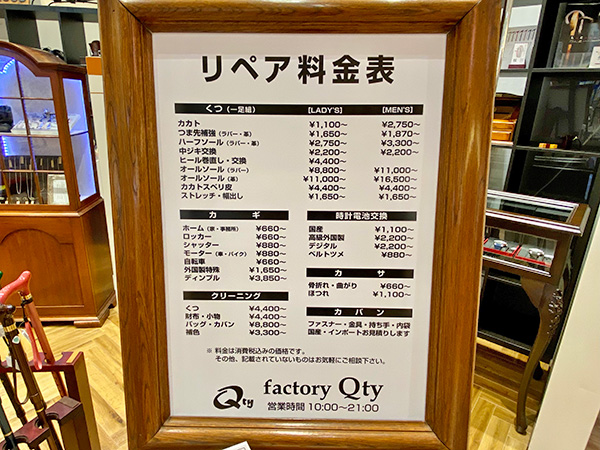 リペア料金表
くつ（一足組） [LADY'S] [MEN'S]
カカト ¥1,100～ ¥2,750～
つま先補強（ラバー・革） ¥1,650～ ¥1,870～
ハーフソール（ラバー・革） ¥2,750～ ¥3,300～
中ジキ交換 ¥2,200～ ¥2,200～
ヒール巻直し・交換 ¥4,400～
オールソール（ラバー） ¥8,800～ ¥11,000～
オールソール（革） ¥11,000～ ¥16,500～
カカトスベリ皮 ¥4,400～ ¥4,400～
ストレッチ・幅出し ¥1,650～ ¥1,650～
カギ
ホーム（家・事務所） ¥660～
ロッカー ¥660～
シャッター ¥880～
モーター（車・バイク） ¥880～
自転車 ¥660～
外国製特殊 ¥1,650～
ディンプル ¥3,850～
クリーニング
くつ ¥4,400～
財布・小物 ¥4,400～
バッグ・カバン ¥8,800～
補色 ¥3,300～
時計電池交換
国産 ¥1,100～
高級外国製 ¥2,200～
デジタル ¥2,200～
ベルトツメ ¥880～
カサ
骨折れ・曲がり ¥660～
ほつれ ¥1,100～
カバン
ファスナー・金具・持ち手・内袋
国産・インポートお見積りします
※ 料金は消費税込みの価格です。
その他、記載されていないものはお気軽にご相談下さい。
Qty factory Qty
営業時間 10:00～21:00